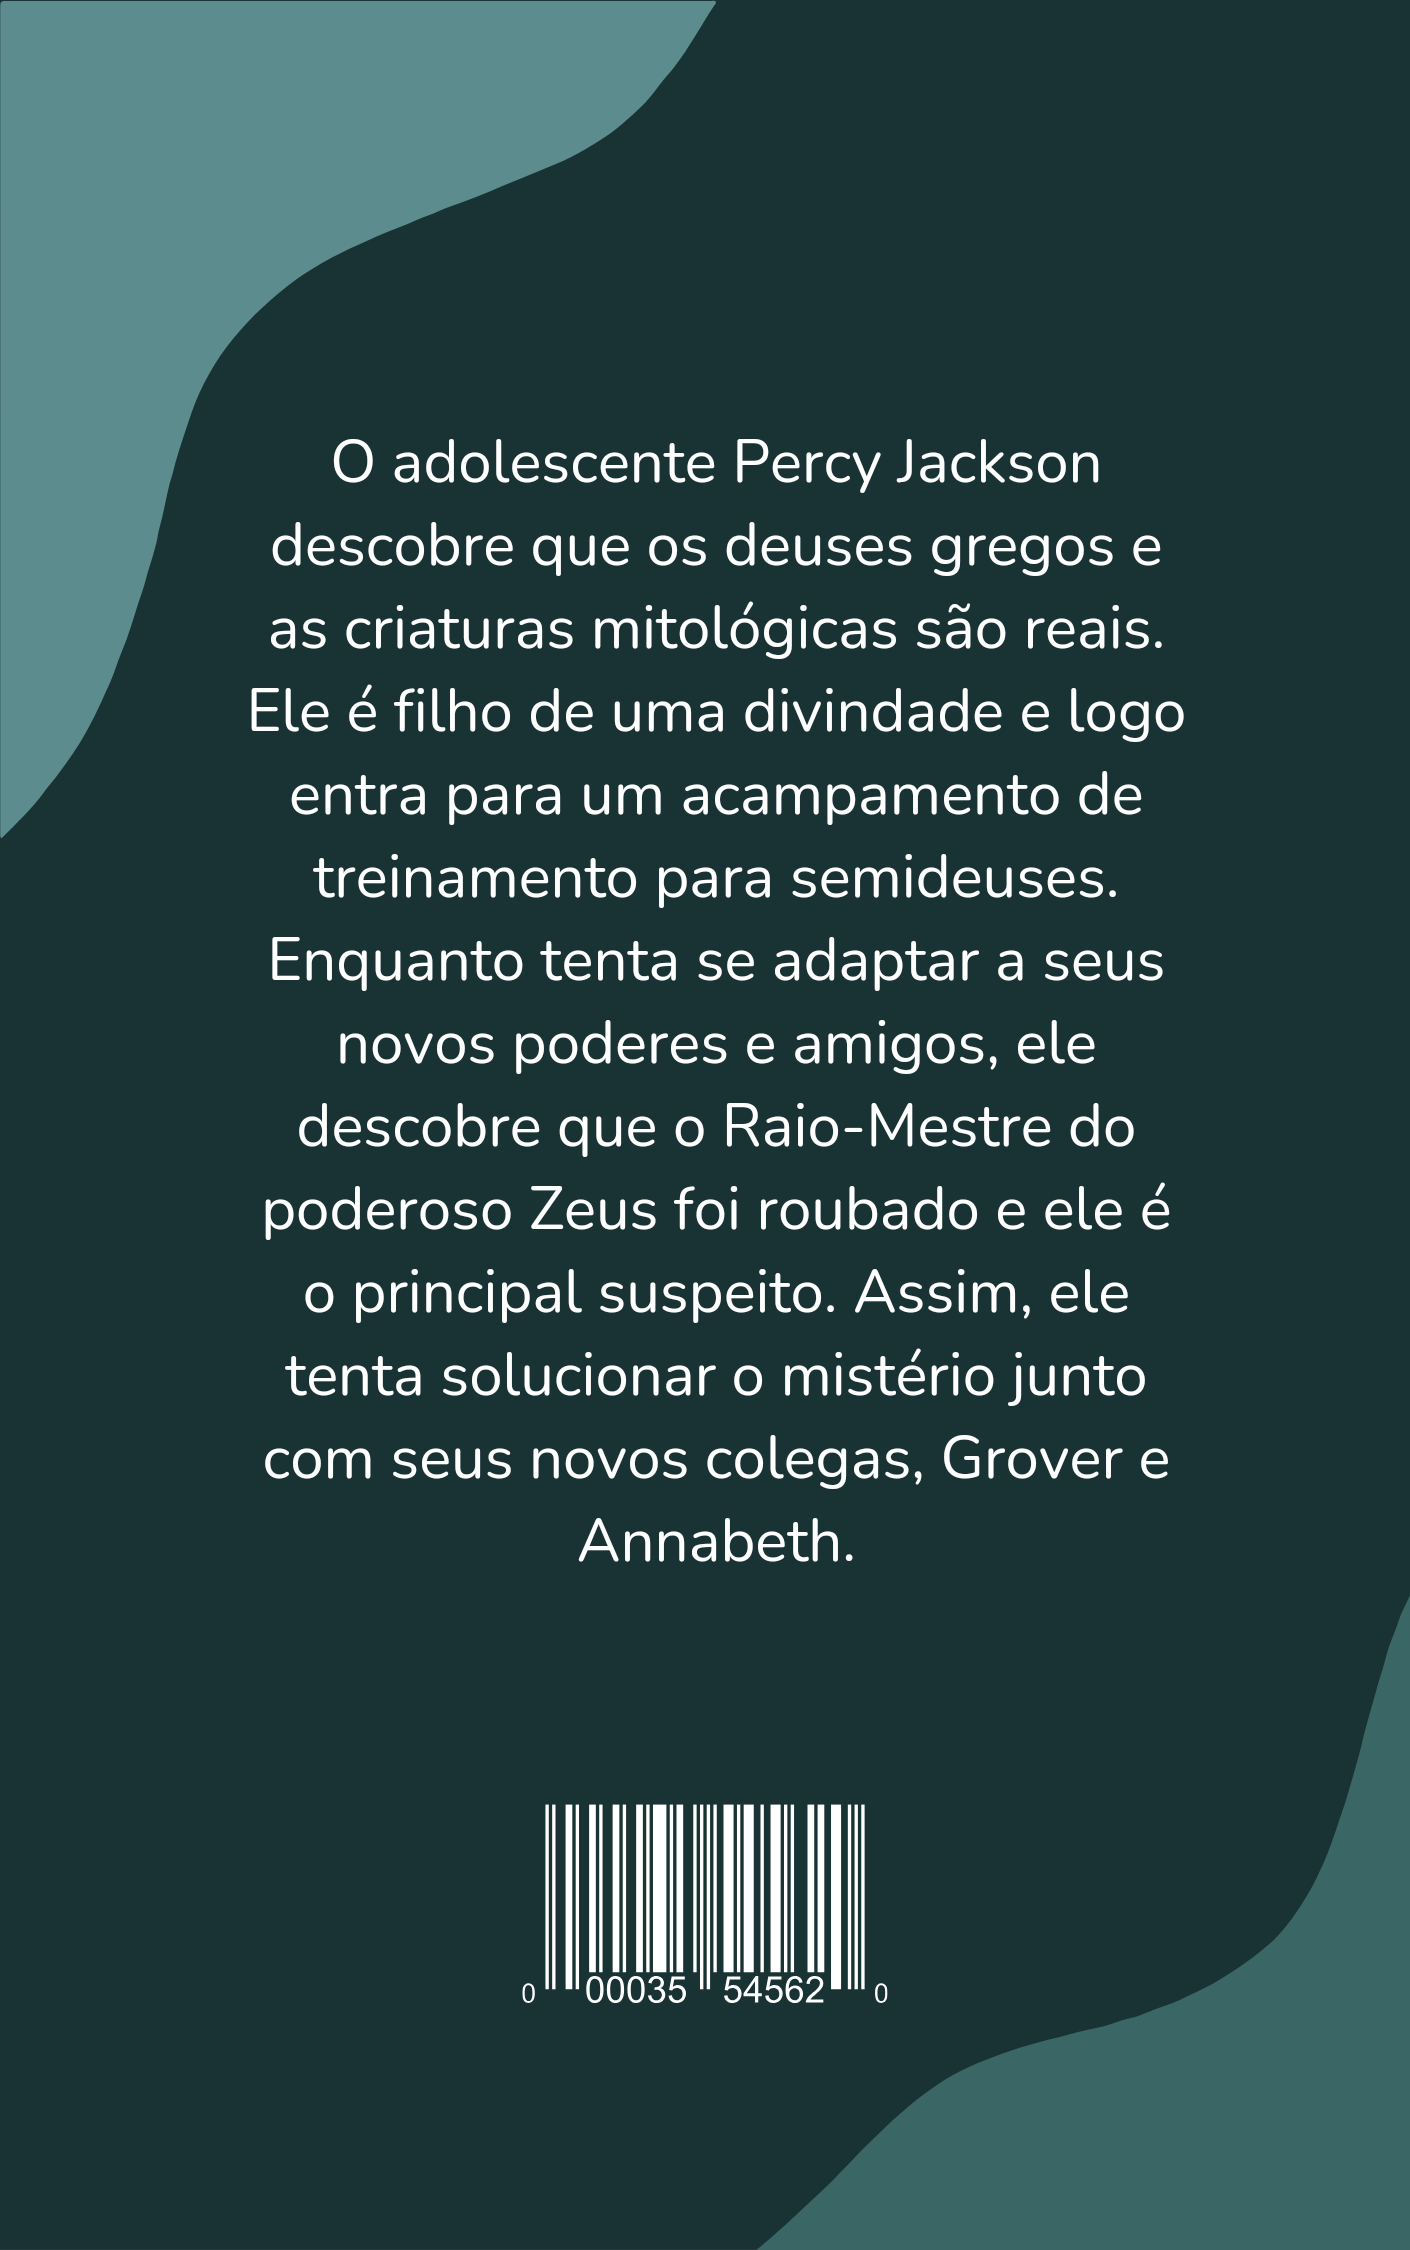 O adolescente Percy Jackson
descobre que os deuses gregos e
as criaturas mitológicas são reais.
Ele é filho de uma divindade e logo
entra para um acampamento de
treinamento para semideuses.
Enquanto tenta se adaptar a seus
novos poderes e amigos, ele
descobre que o Raio-Mestre do
poderoso Zeus foi roubado e ele é
o principal suspeito. Assim, ele
tenta solucionar o mistério junto
com seus novos colegas, Grover e
Annabeth.
0 00035 54562 0